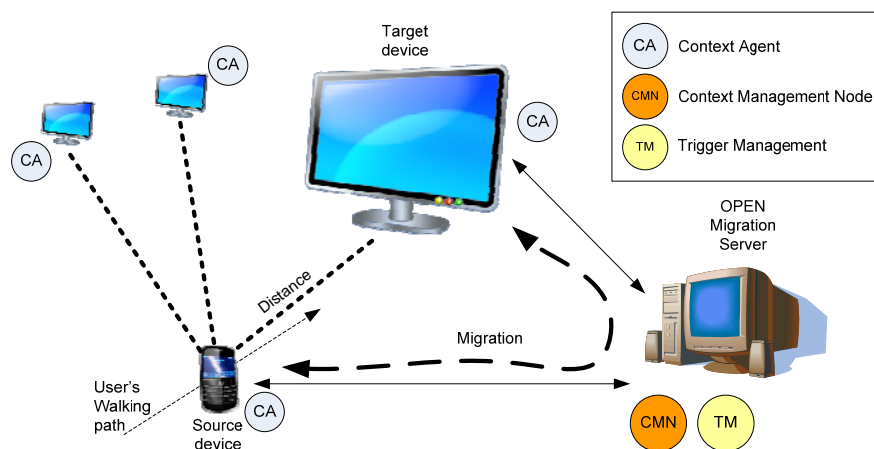 CA
CA
Target
device
CA
CA
Context Agent
CMN
Context Management Node
TM
Trigger Management
OPEN
Migration
Server
Distance
Migration
User's
Walking
path
Source
device
CA
CMN
TM